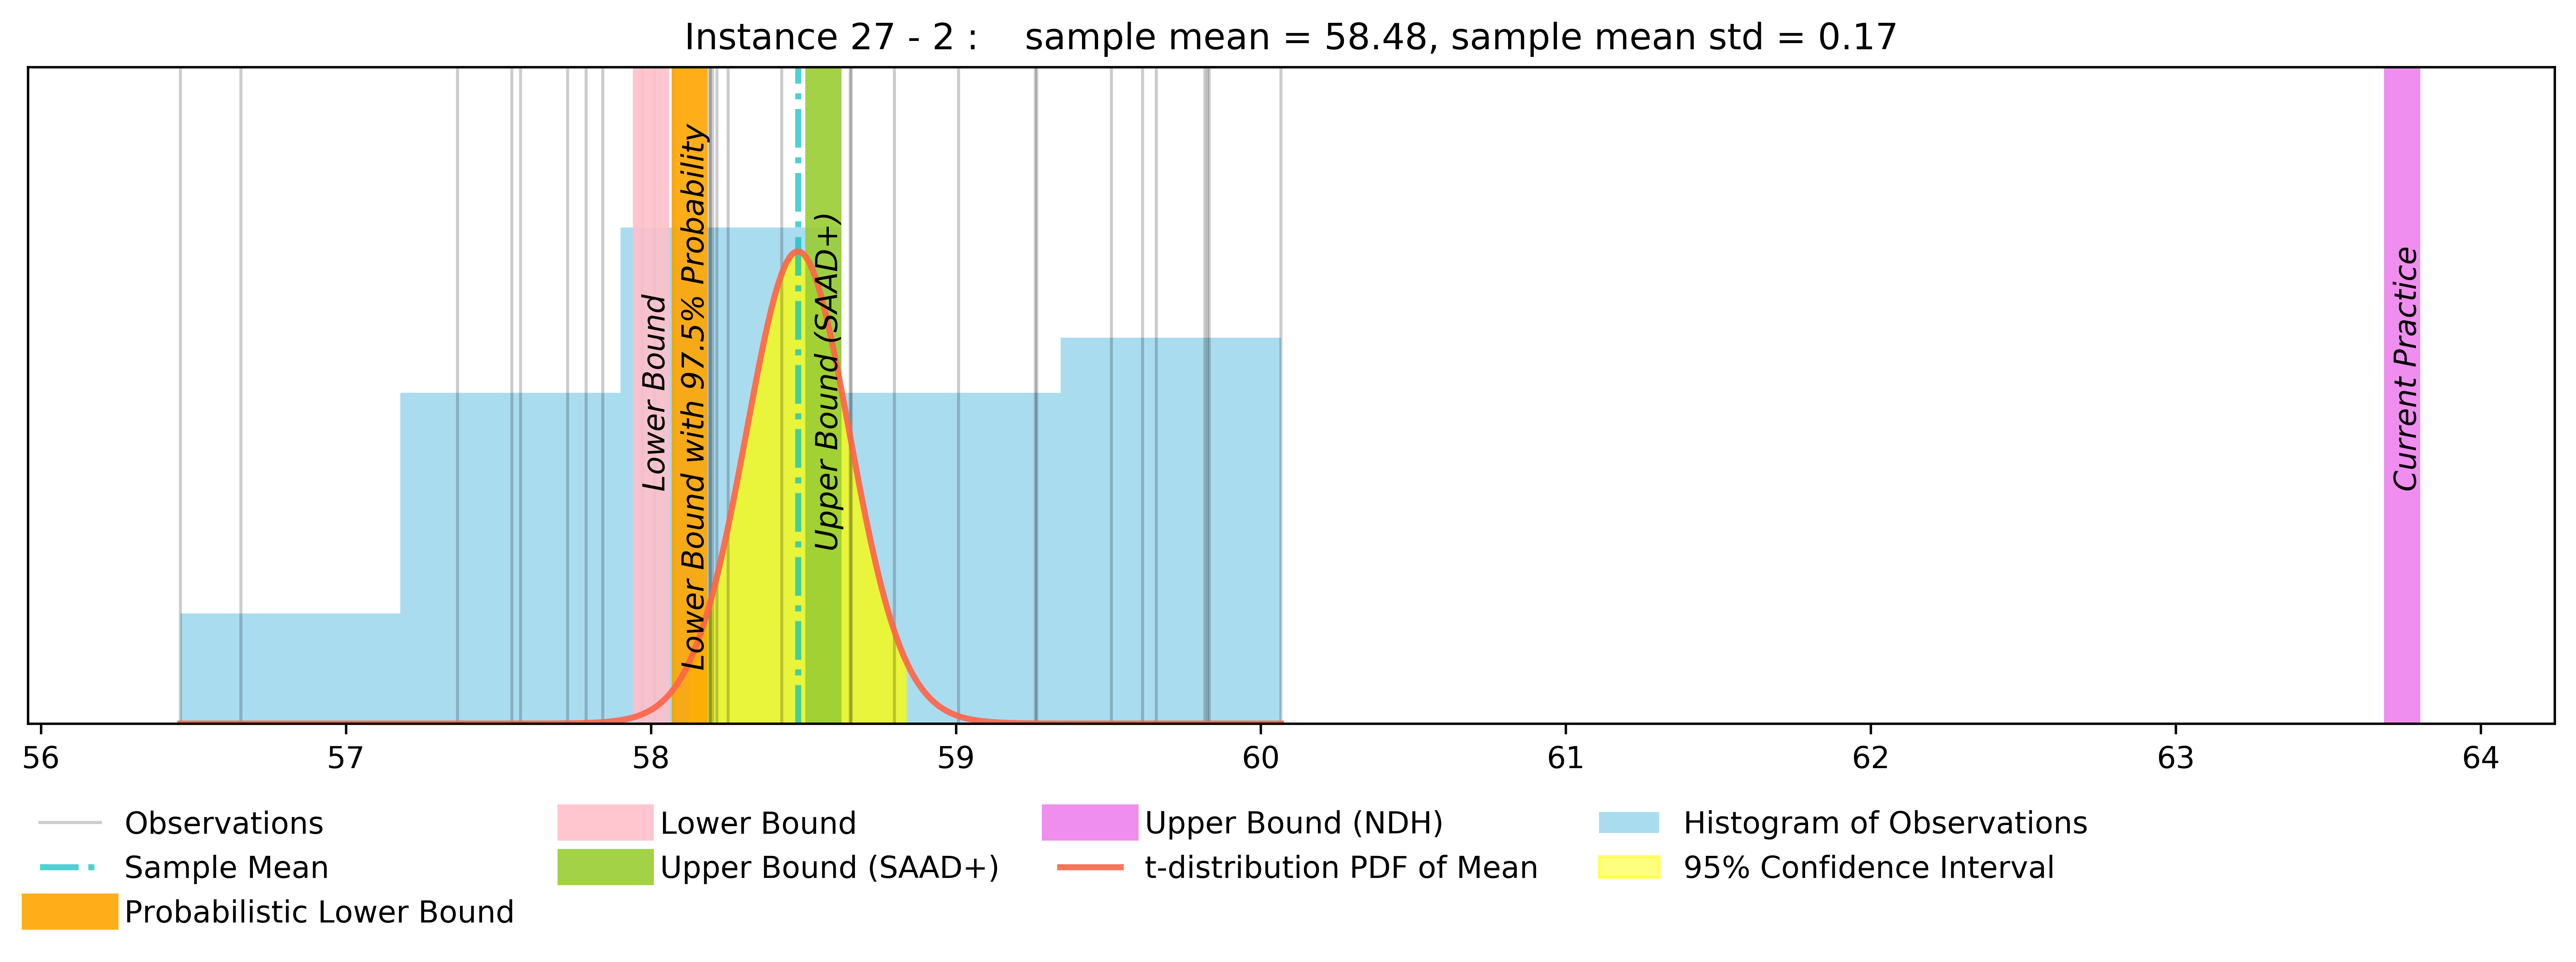 Instance 27 - 2 :    sample mean = 58.48, sample mean std = 0.17
Lower Bound
Lower Bound with 97.5% Probability
Upper Bound (SAAD+)
Current Practice
56 57 58 59 60 61 62 63 64
Observations
Sample Mean
Probabilistic Lower Bound
Lower Bound
Upper Bound (SAAD+)
Upper Bound (NDH)
t-distribution PDF of Mean
Histogram of Observations
95% Confidence Interval